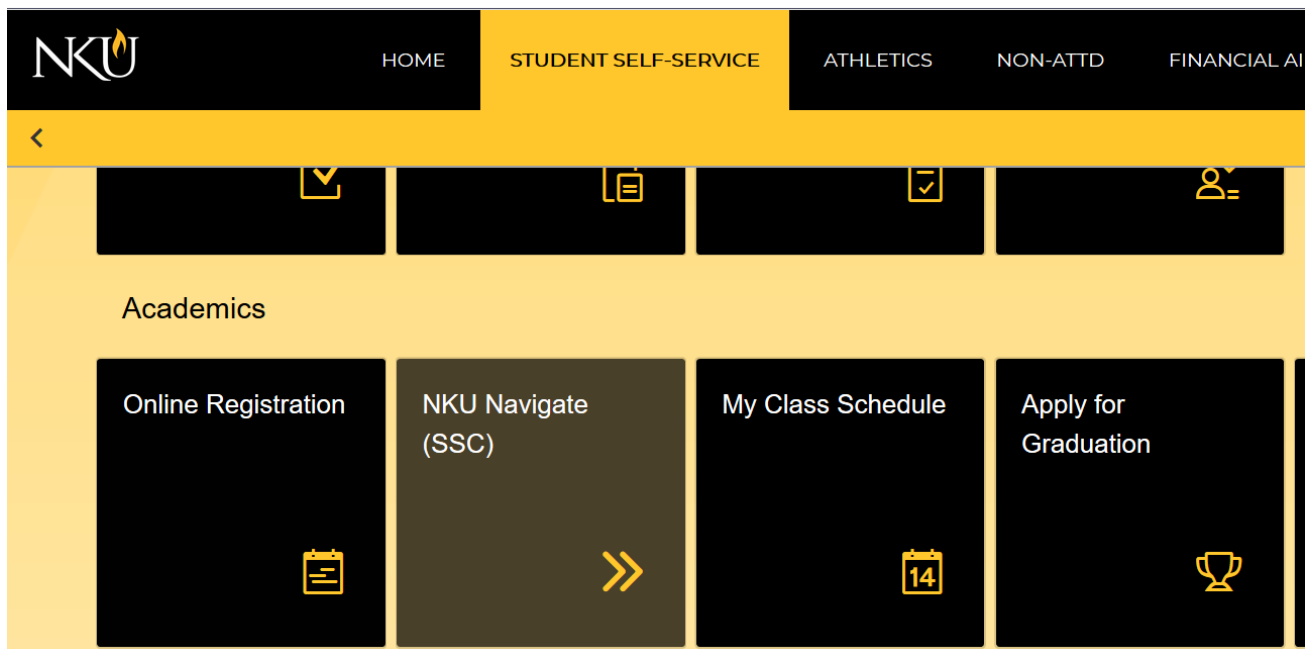 NKU HOME STUDENT SELF-SERVICE ATHLETICS NON-ATTD FINANCIAL AI
Academics
Online Registration
NKU Navigate
(SSC)
My Class Schedule
Apply for
Graduation
14